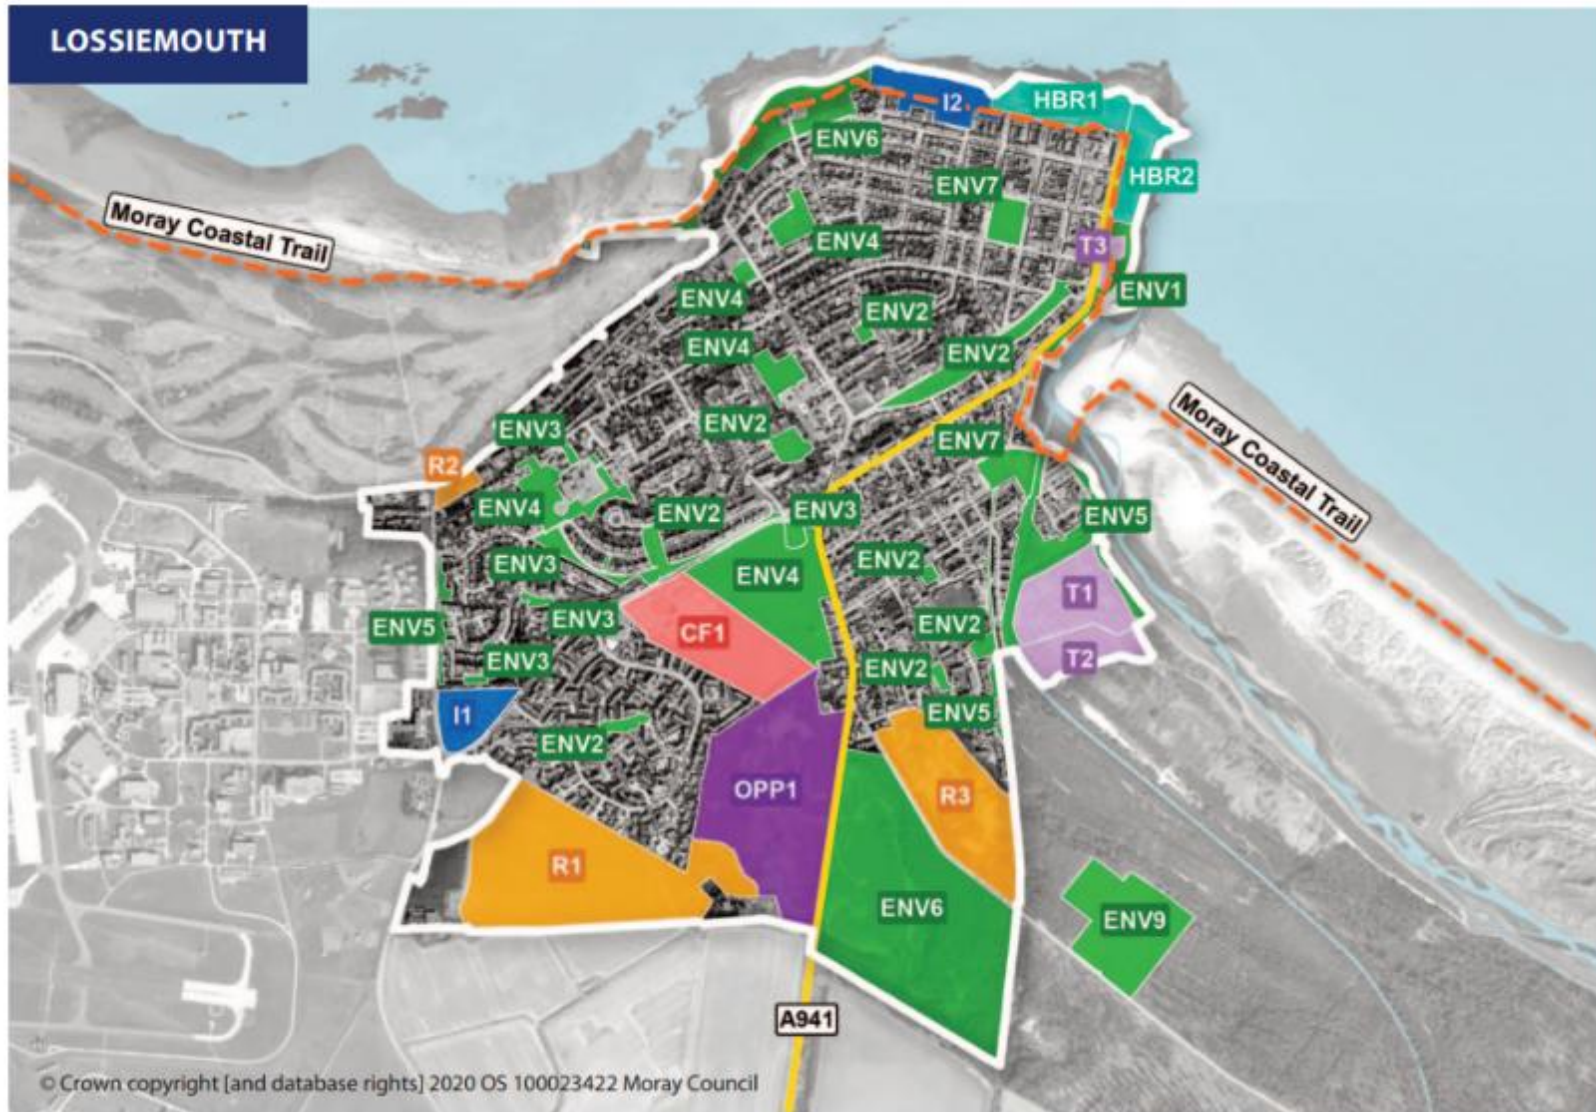 LOSSIEMOUTH
I2
HBR1
ENV6
HBR2
ENV7
Moray Coastal Trail
ENV4
T3
ENV1
ENV4
ENV2
ENV4
ENV2
Moray Coastal Trail
ENV2
ENV3
ENV7
R2
ENV4
ENV2
ENV3
ENV5
ENV3
ENV4
ENV2
T1
ENV5
ENV3
CF1
ENV2
T2
ENV3
ENV2
I1
ENV5
ENV2
OPP1
R3
R1
ENV6
ENV9
A941
© Crown copyright [and database rights] 2020 OS 100023422 Moray Council